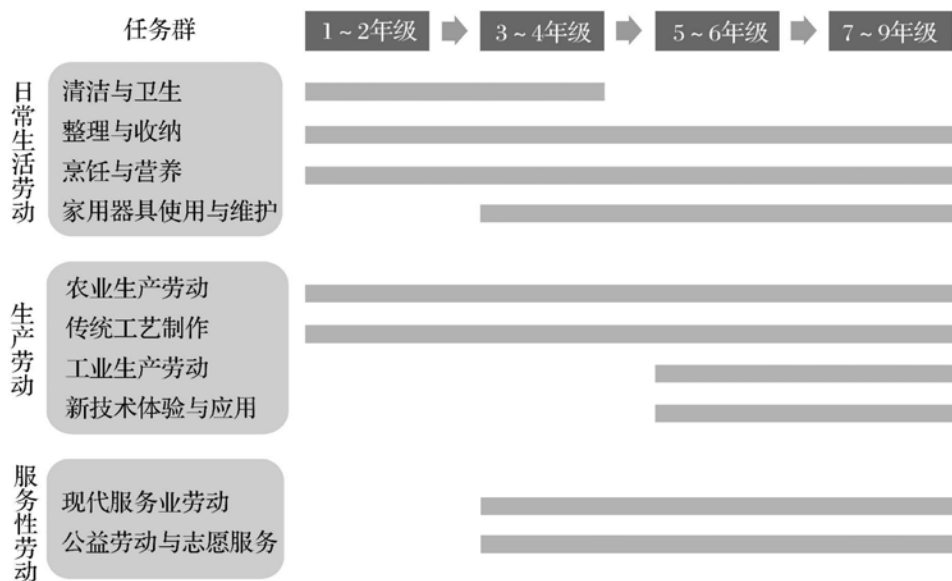 任务群
1~2年级
3~4年级
5~6年级
7~9年级
日常生活劳动
清洁与卫生
整理与收纳
烹饪与营养
家用器具使用与维护
生产劳动
农业生产劳动
传统工艺制作
工业生产劳动
新技术体验与应用
服务性劳动
现代服务业劳动
公益劳动与志愿服务